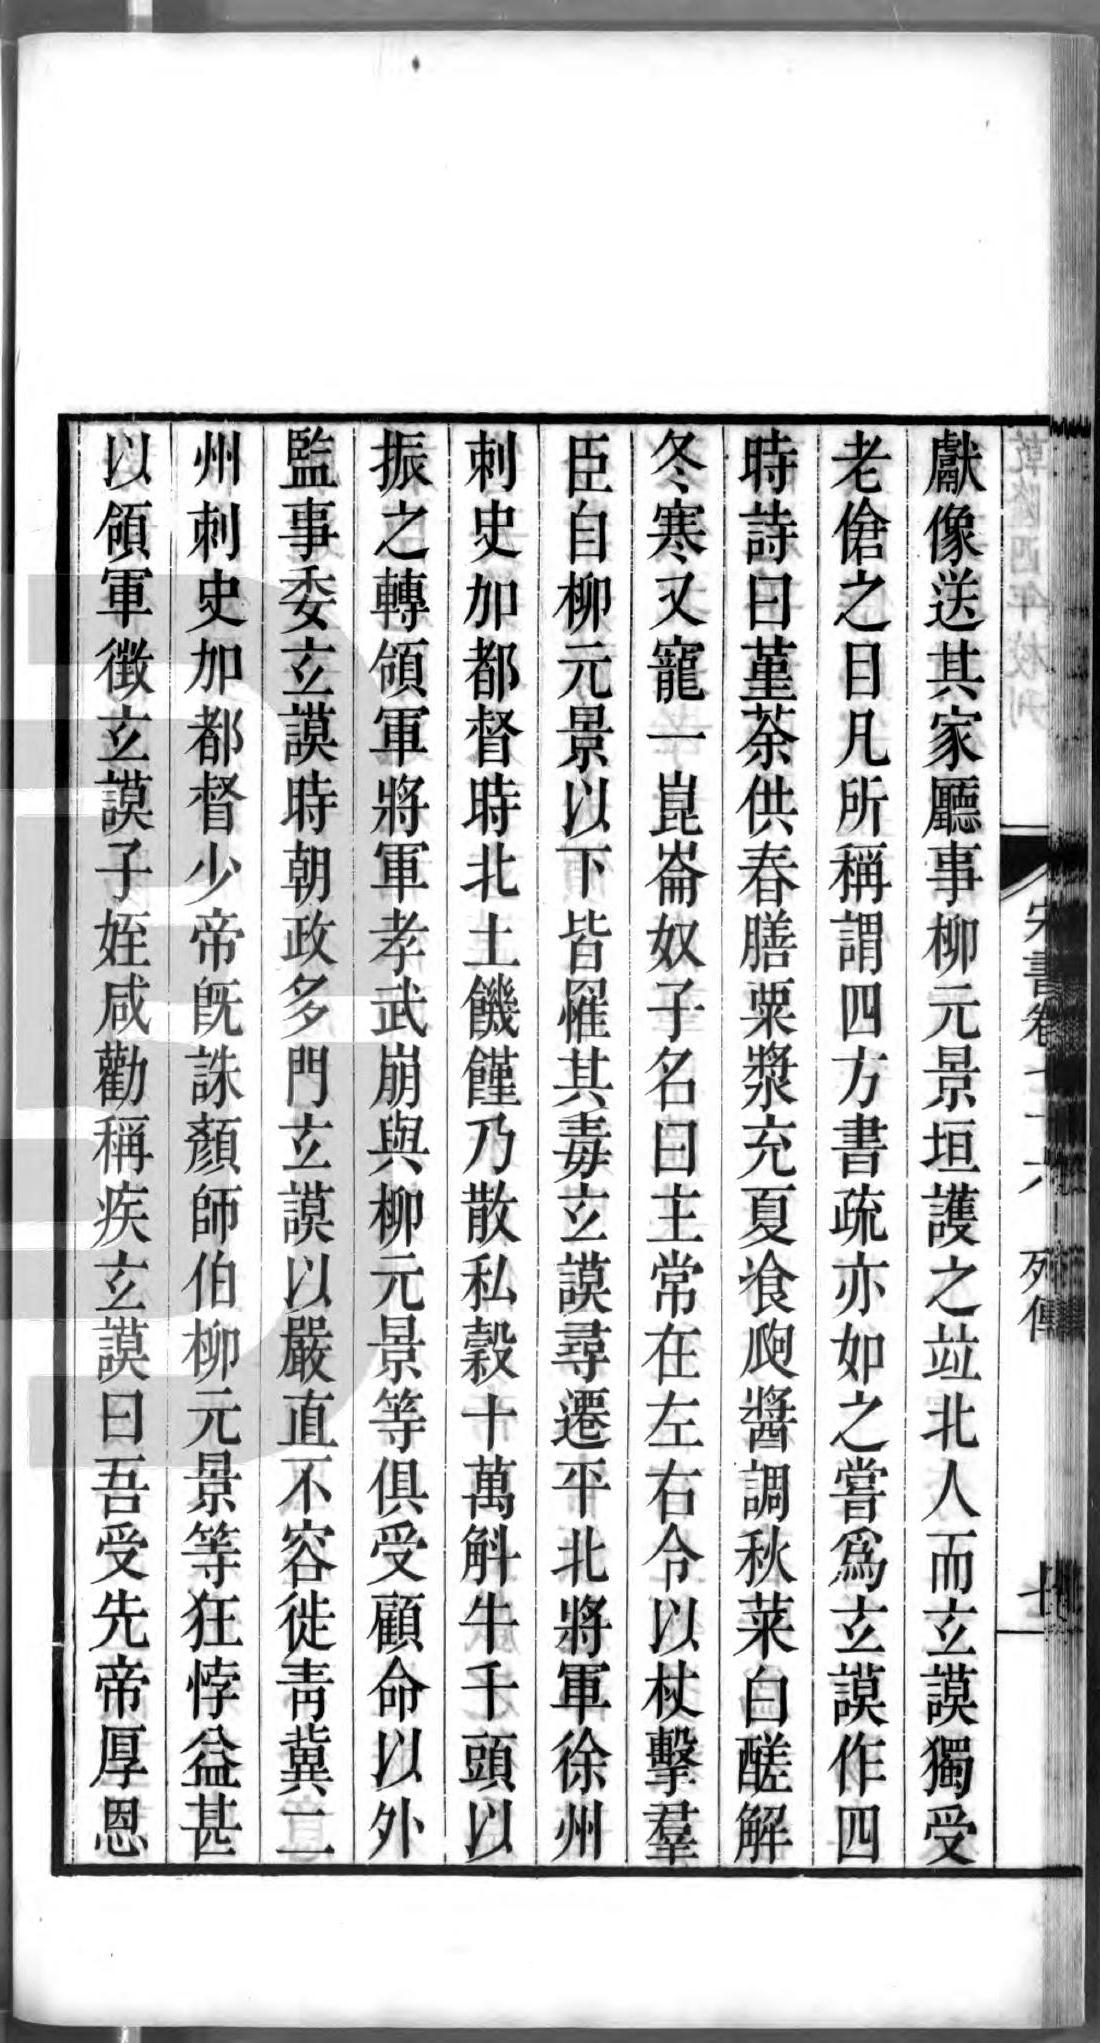 獻像送其家廳事柳元景垣護之竝北人而玄謨獨受
老傖之目凡所稱謂四方書疏亦如之嘗爲玄謨作四
時詩曰堇荼供春膳粟漿充夏飡瓟醬調秋菜白醝解
冬寒又寵一崑崙奴子名曰主常在左右令以杖擊羣
臣自柳元景以下皆罹其毒玄謨尋遷平北將軍徐州
刺史加都督時北土饑饉乃散私穀十萬斛牛千頭以
振之轉領軍將軍孝武崩與柳元景等俱受顧命以外
監事委玄謨時朝政多門玄謨以嚴直不容徙青冀二
州刺史加都督少帝旣誅顏師伯柳元景等狂悖益甚
以領軍徵玄謨子姪咸勸稱疾玄謨曰吾受先帝厚恩
宋書卷七十六 列傳